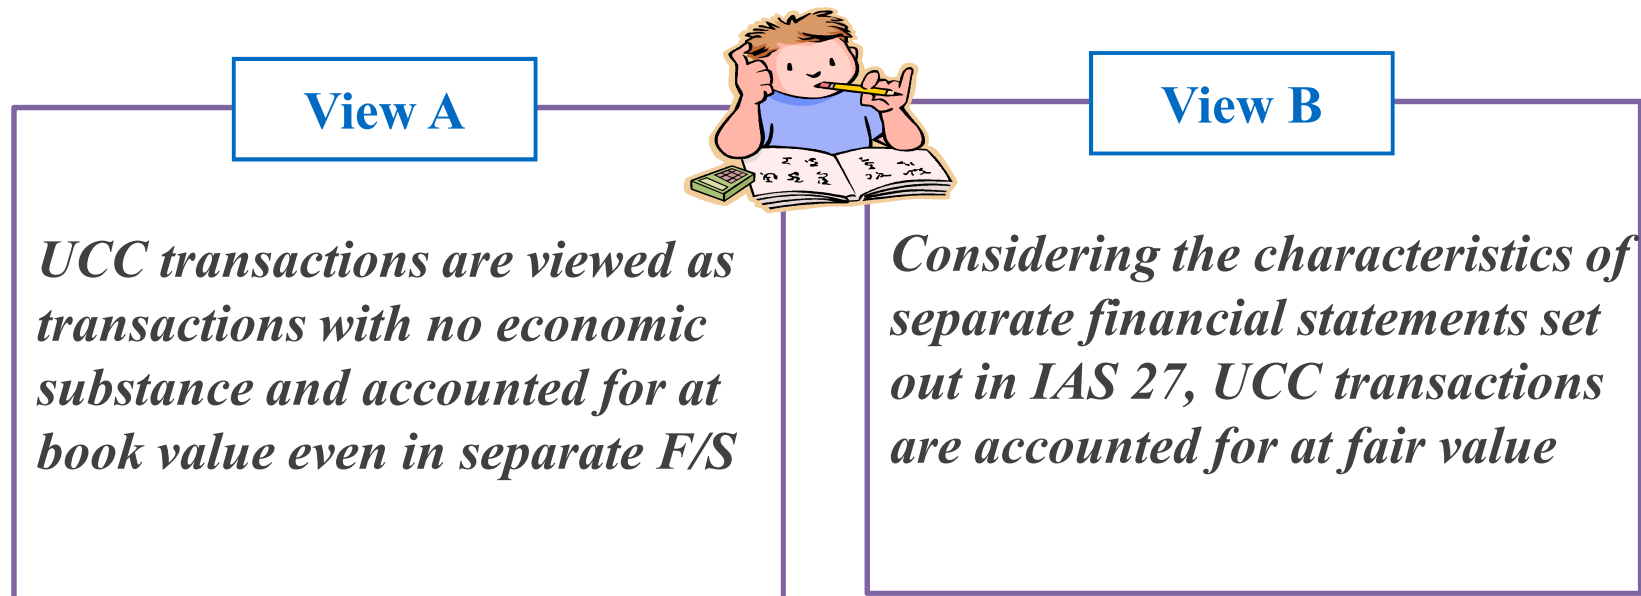 View A
UCC transactions are viewed as
transactions with no economic
substance and accounted for at
book value even in separate F/S
View B
Considering the characteristics of
separate financial statements set
out in IAS 27, UCC transactions
are accounted for at fair value